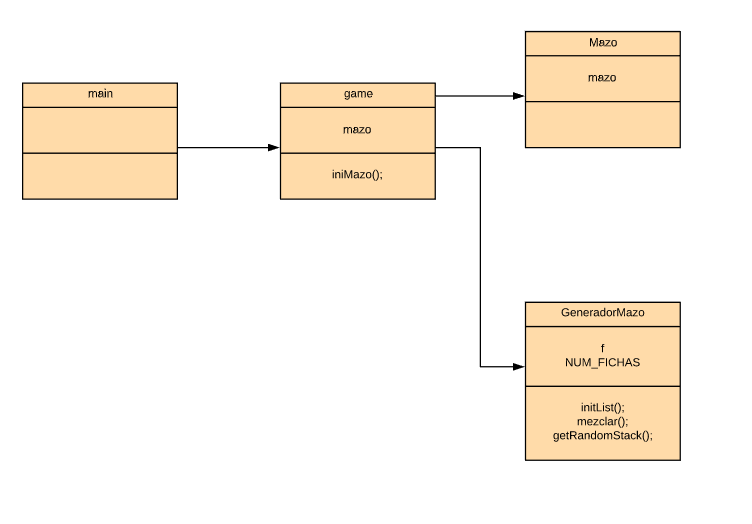 main
game
mazo
iniMazo();
Mazo
mazo
GeneradorMazo
f
NUM_FICHAS
initList();
mezclar();
getRandomStack();